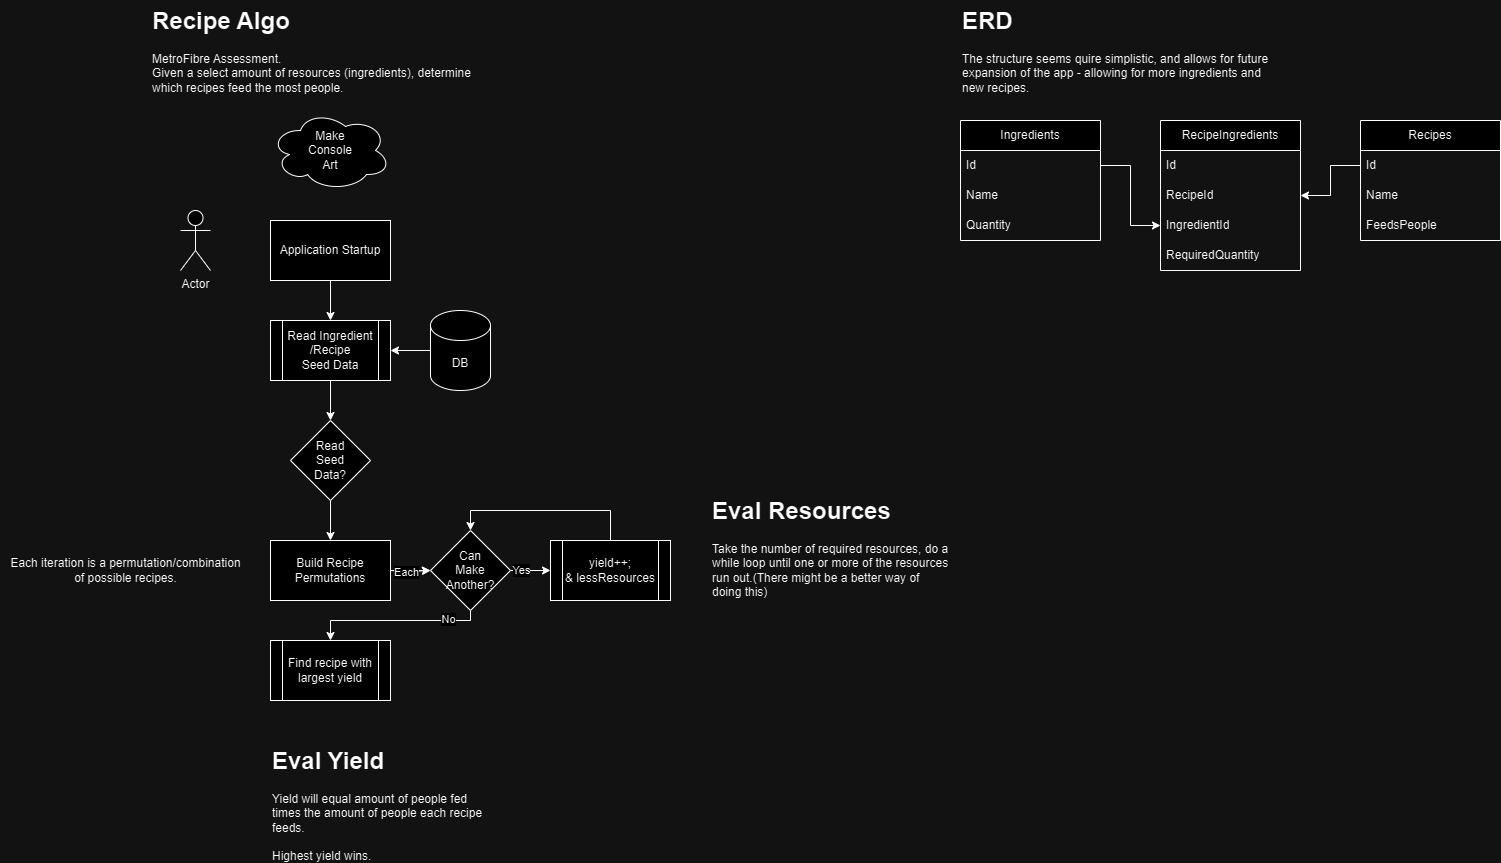 Recipe Algo
MetroFibre Assessment.
Given a select amount of resources (ingredients), determine
which recipes feed the most people.
Make
Console
Art
Actor
Application Startup
Read Ingredient
/Recipe
Seed Data
DB
Read
Seed
Data?
Each iteration is a permutation/combination
of possible recipes.
Build Recipe
Permutations
Each
Can
Make
Another?
Yes
yield++;
& lessResources
No
Find recipe with
largest yield
Eval Resources
Take the number of required resources, do a
while loop until one or more of the resources
run out.(There might be a better way of
doing this)
Eval Yield
Yield will equal amount of people fed
times the amount of people each recipe
feeds.
Highest yield wins.
ERD
The structure seems quire simplistic, and allows for future
expansion of the app - allowing for more ingredients and
new recipes.
Ingredients
Id
Name
Quantity
RecipeIngredients
Id
RecipeId
IngredientId
RequiredQuantity
Recipes
Id
Name
FeedsPeople